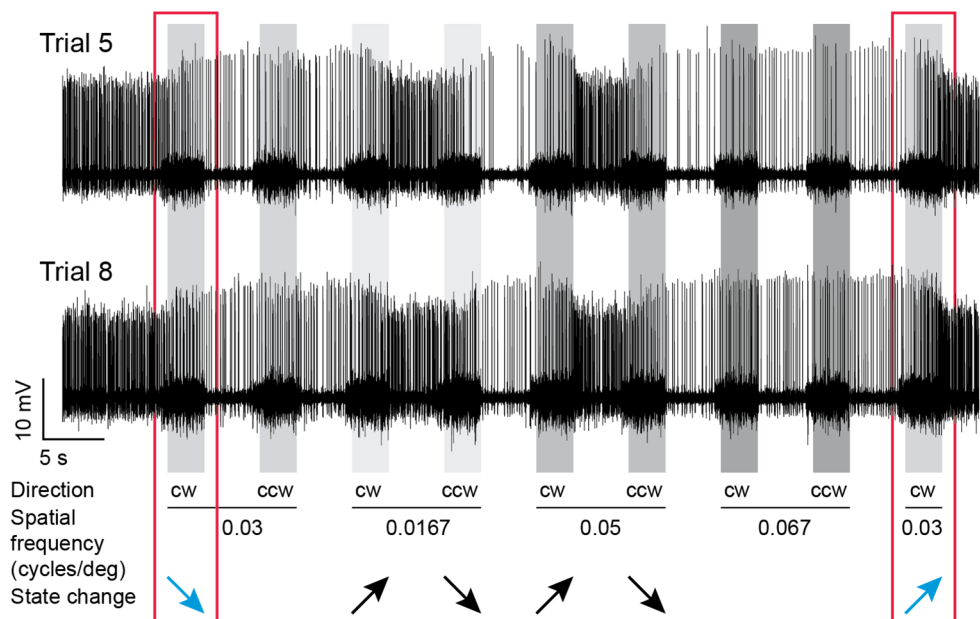 Trial 5
Trial 8
10 mV
5 s
Direction cw ccw cw ccw cw ccw cw ccw cw
Spatial 0.03 0.0167 0.05 0.067 0.03
frequency
(cycles/deg)
State change